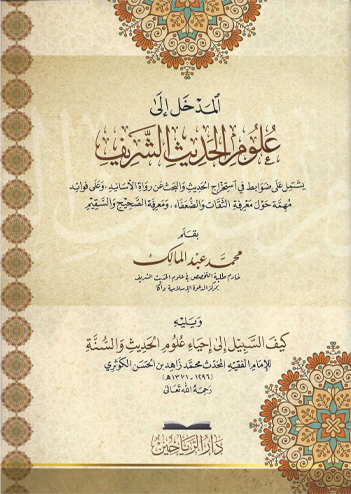 المدخل إلى
علوم الحديث الشريف
يشتمل على ضوابط في استخراج الحديث والبحث عن رواة الأسانيد، وعلى فوائد
مهمة حول معرفة الثقات والضعفاء، ومعرفة الصحيح والسقيم
بقلم
محمد عبد المالك
خادم طلبة التخصص في علوم الحديث الشريف
بمركز الدعوة الإسلامية داكا
ويليه
كيف السبيل إلى إحياء علوم الحديث والسنة
للإمام الفقيه المحدث محمد زاهد بن الحسن الكوثري
(١٢٩٦ - ١٣٧١ هـ)
رحمه الله تعالى
دار الرياحين